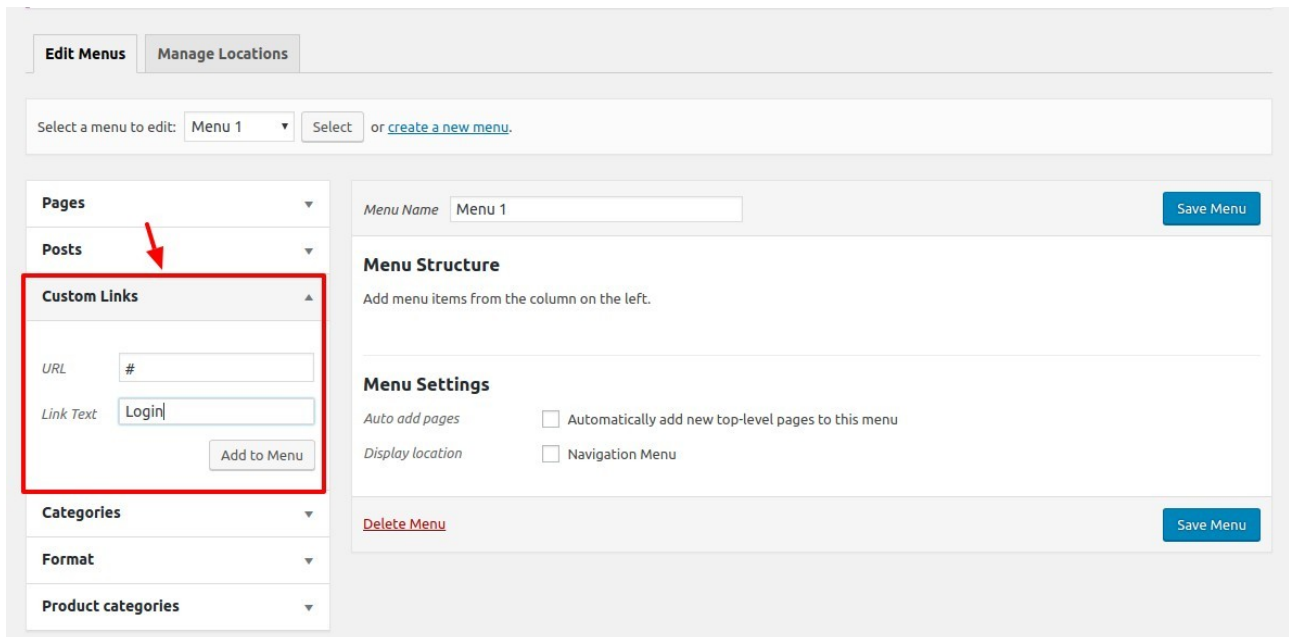 Edit Menus Manage Locations
Select a menu to edit: Menu 1 Select or create a new menu.
Pages
Posts
Custom Links
URL #
Link Text Login
Add to Menu
Categories
Format
Product categories
Menu Name Menu 1 Save Menu
Menu Structure
Add menu items from the column on the left.
Menu Settings
Auto add pages Automatically add new top-level pages to this menu
Display location Navigation Menu
Delete Menu Save Menu